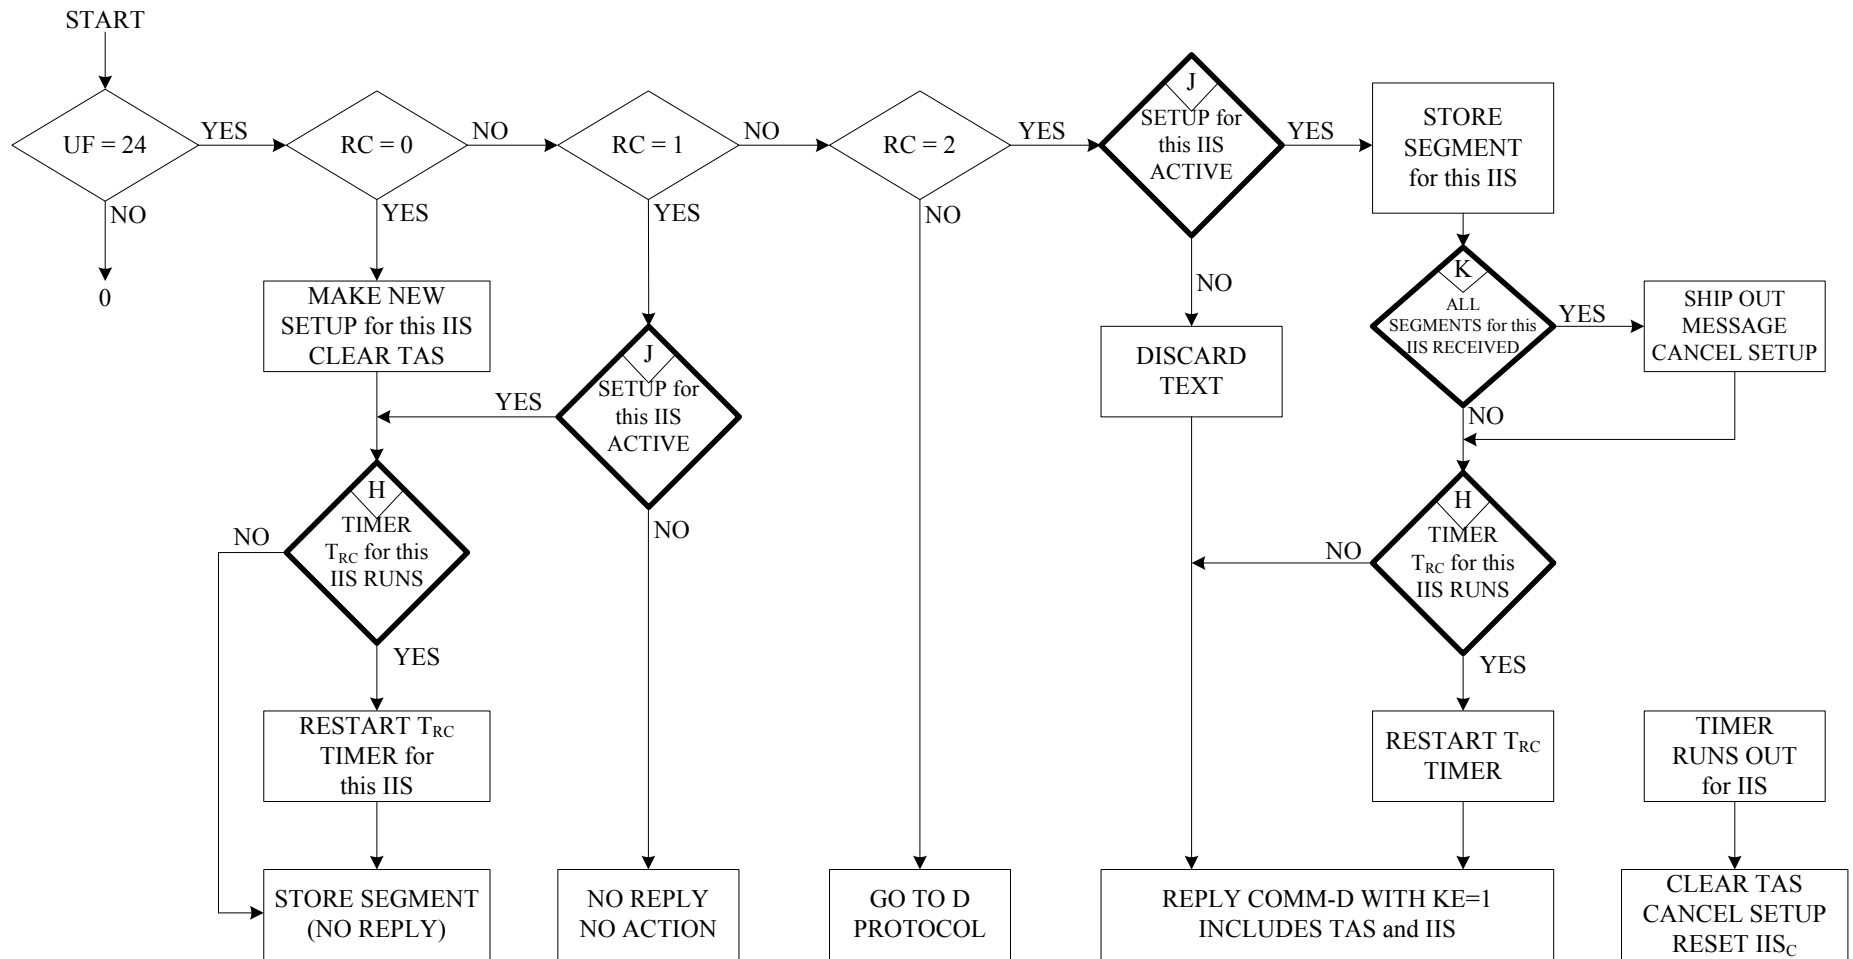 START
UF = 24
YES
NO
0
RC = 0
NO
YES
MAKE NEW
SETUP for this IIS
CLEAR TAS
H
TIMER
TRC for this
IIS RUNS
NO
YES
RESTART TRC
TIMER for
this IIS
STORE SEGMENT
(NO REPLY)
RC = 1
NO
YES
J
SETUP for
this IIS
ACTIVE
YES
NO
NO REPLY
NO ACTION
RC = 2
YES
NO
GO TO D
PROTOCOL
J
SETUP for
this IIS
ACTIVE
YES
NO
DISCARD
TEXT
STORE
SEGMENT
for this IIS
K
ALL
SEGMENTS for this
IIS RECEIVED
YES
NO
SHIP OUT
MESSAGE
CANCEL SETUP
H
TIMER
TRC for this
IIS RUNS
NO
YES
RESTART TRC
TIMER
REPLY COMM-D WITH KE=1
INCLUDES TAS and IIS
TIMER
RUNS OUT
for IIS
CLEAR TAS
CANCEL SETUP
RESET IISC